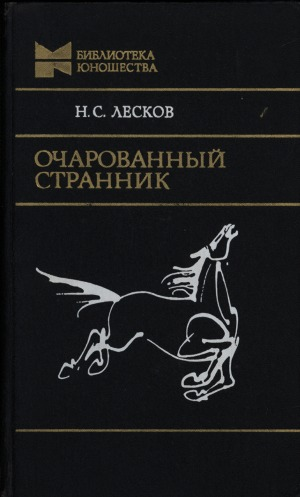 БИБЛИОТЕКА
ЮНОШЕСТВА
Н. С. ЛЕСКОВ
ОЧАРОВАННЫЙ
СТРАННИК